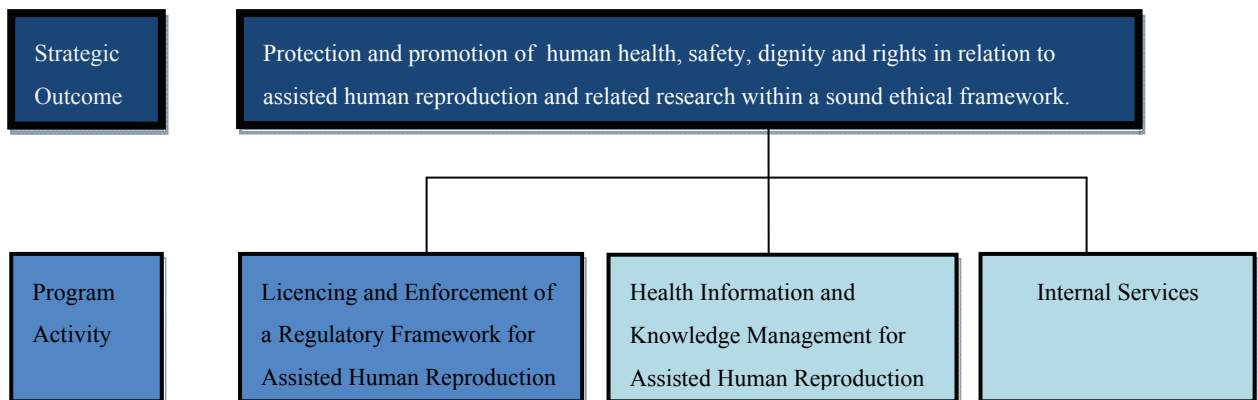 Strategic
Outcome
Protection and promotion of human health, safety, dignity and rights in relation to
assisted human reproduction and related research within a sound ethical framework.
Program
Activity
Licencing and Enforcement of
a Regulatory Framework for
Assisted Human Reproduction
Health Information and
Knowledge Management for
Assisted Human Reproduction
Internal Services